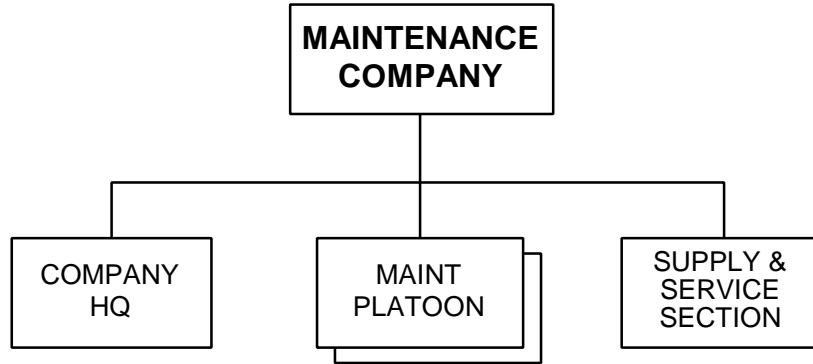 MAINTENANCE
COMPANY
COMPANY
HQ
MAINT
PLATOON
SUPPLY &
SERVICE
SECTION